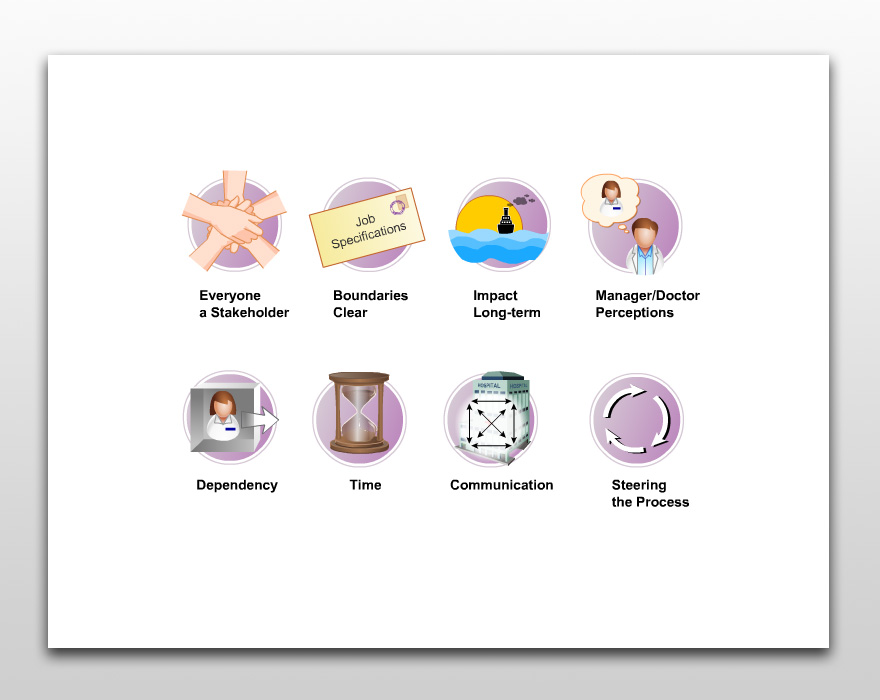 Job
Specifications
Everyone
a Stakeholder
Boundaries
Clear
Impact
Long-term
Manager/Doctor
Perceptions
HOSPITAL
HOSPITAL
Dependency
Time
Communication
Steering
the Process